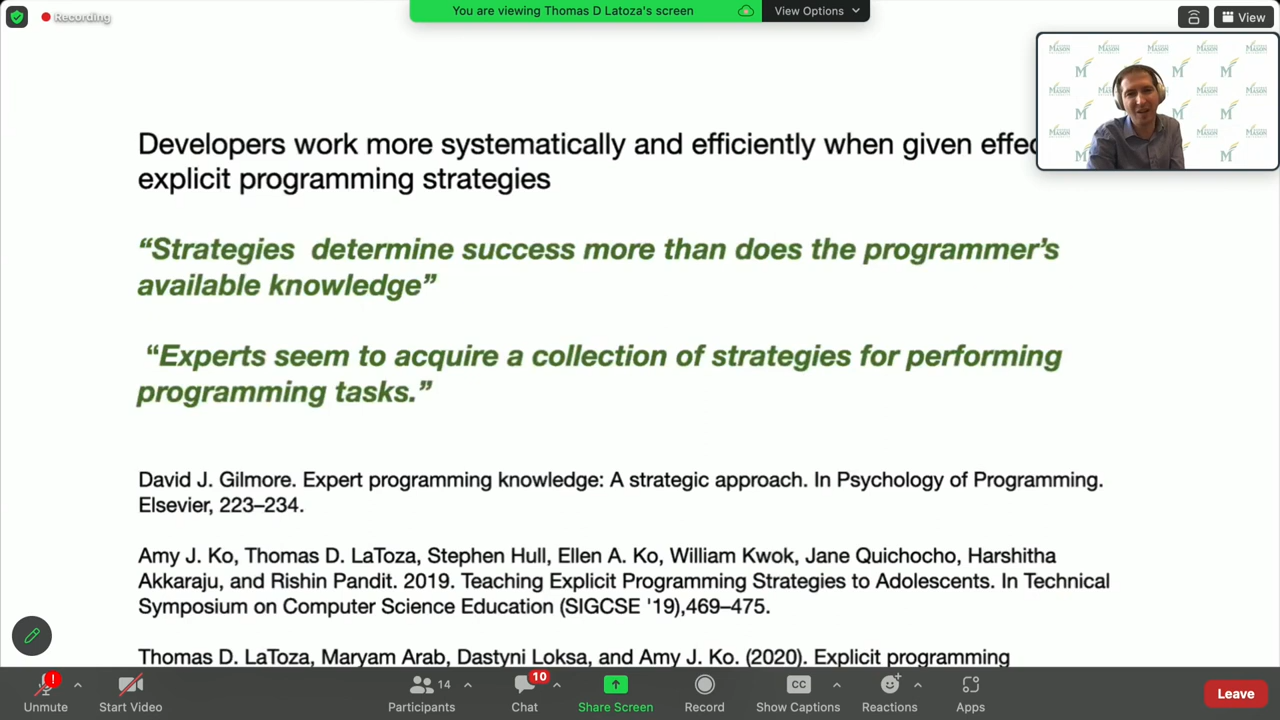 Recording
You are viewing Thomas D Latoza's screen
View Options
View
Developers work more systematically and efficiently when given
explicit programming strategies
“Strategies determine success more than does the programmer’s
available knowledge”
“Experts seem to acquire a collection of strategies for performing
programming tasks.”
David J. Gilmore. Expert programming knowledge: A strategic approach. In Psychology of Programming.
Elsevier, 223–234.
Amy J. Ko, Thomas D. LaToza, Stephen Hull, Ellen A. Ko, William Kwok, Jane Quichocho, Harshitha
Akkaraju, and Rishin Pandit. 2019. Teaching Explicit Programming Strategies to Adolescents. In Technical
Symposium on Computer Science Education (SIGCSE '19),469–475.
Thomas D. LaToza, Maryam Arab, Dastyni Loksa, and Amy J. Ko. (2020). Explicit programming
Unmute
Start Video
14
Participants
10
Chat
Share Screen
Record
CC
Show Captions
Reactions
Apps
Leave